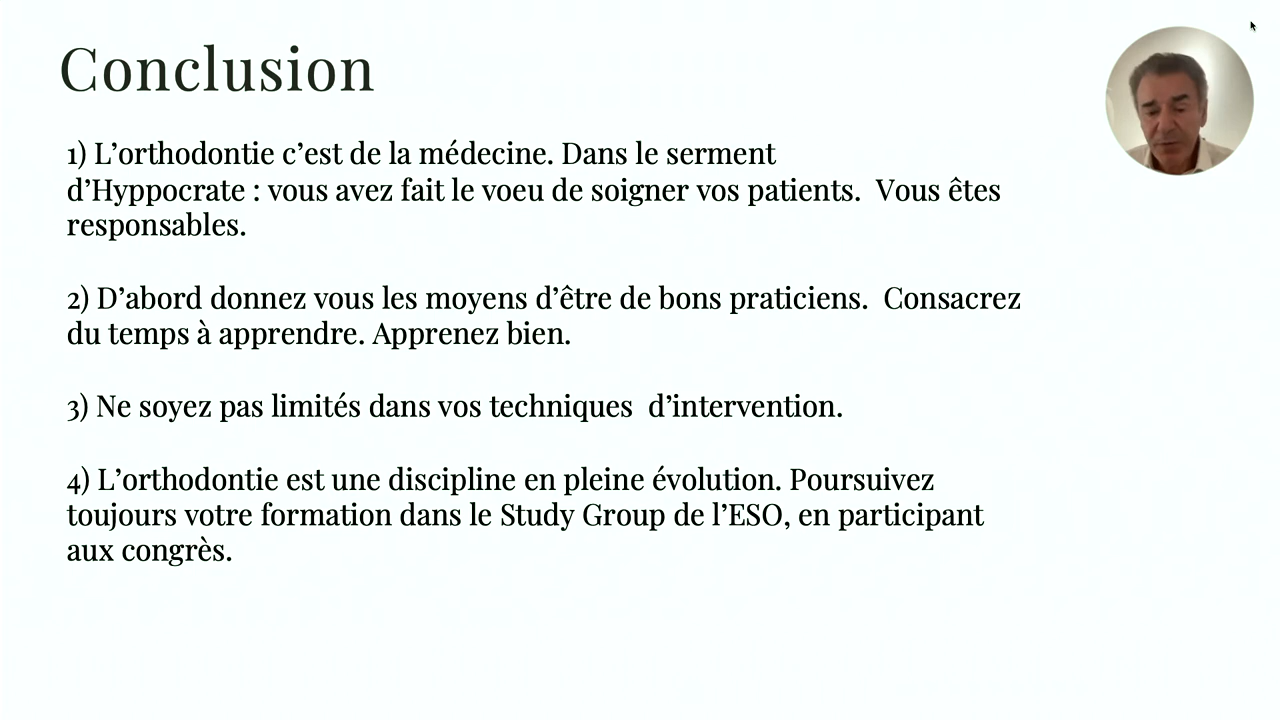 Conclusion
1) L’orthodontie c’est de la médecine. Dans le serment
d’Hyppocrate : vous avez fait le voeu de soigner vos patients.  Vous êtes
responsables.
2) D’abord donnez vous les moyens d’être de bons praticiens.  Consacrez
du temps à apprendre. Apprenez bien.
3) Ne soyez pas limités dans vos techniques  d’intervention.
4) L’orthodontie est une discipline en pleine évolution. Poursuivez
toujours votre formation dans le Study Group de l’ESO, en participant
aux congrès.